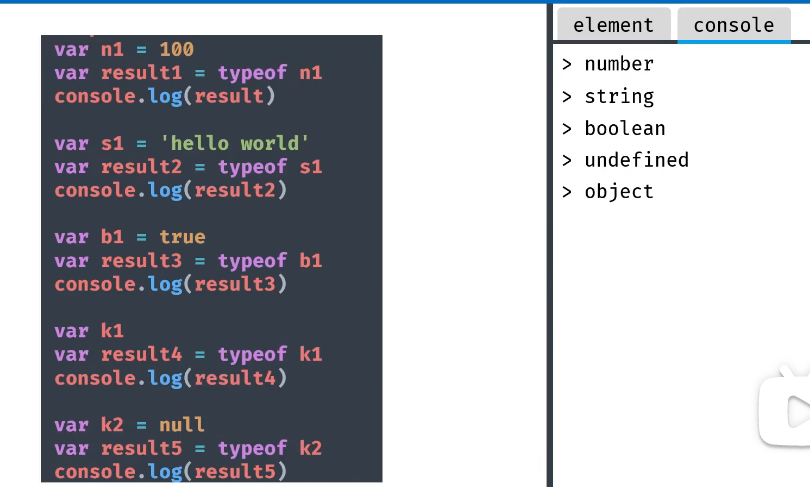 var n1 = 100
var result1 = typeof n1
console.log(result)
var s1 = 'hello world'
var result2 = typeof s1
console.log(result2)
var b1 = true
var result3 = typeof b1
console.log(result3)
var k1
var result4 = typeof k1
console.log(result4)
var k2 = null
var result5 = typeof k2
console.log(result5)
element console
> number
> string
> boolean
> undefined
> object